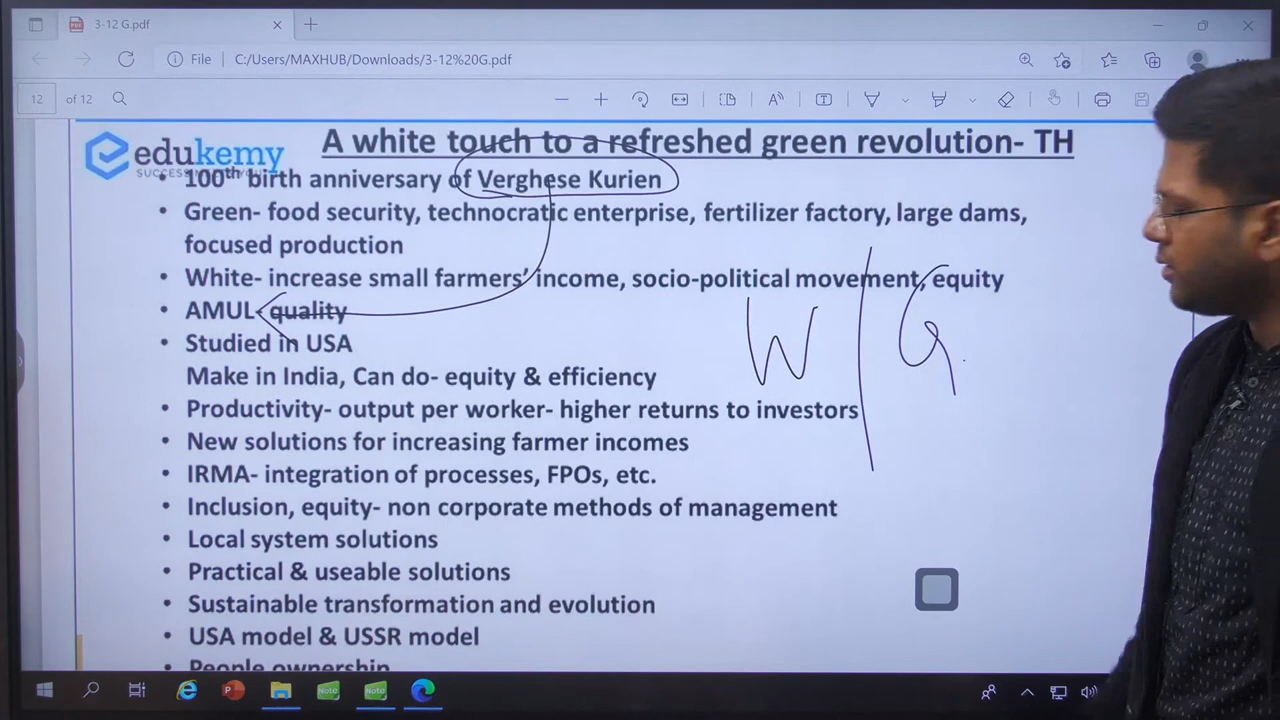 3-12 G.pdf
File C:/Users/MAXHUB/Downloads/3-12%20G.pdf
12 of 12
edukemy
A white touch to a refreshed green revolution- TH
• 100th birth anniversary of Verghese Kurien
• Green- food security, technocratic enterprise, fertilizer factory, large dams,
focused production
• White- increase small farmers' income, socio-political movement, equity
• AMUL- quality
• Studied in USA
Make in India, Can do- equity & efficiency
W G
• Productivity- output per worker- higher returns to investors
• New solutions for increasing farmer incomes
• IRMA- integration of processes, FPOs, etc.
• Inclusion, equity- non corporate methods of management
• Local system solutions
• Practical & useable solutions
• Sustainable transformation and evolution
• USA model & USSR model
• People ownership
Note Note